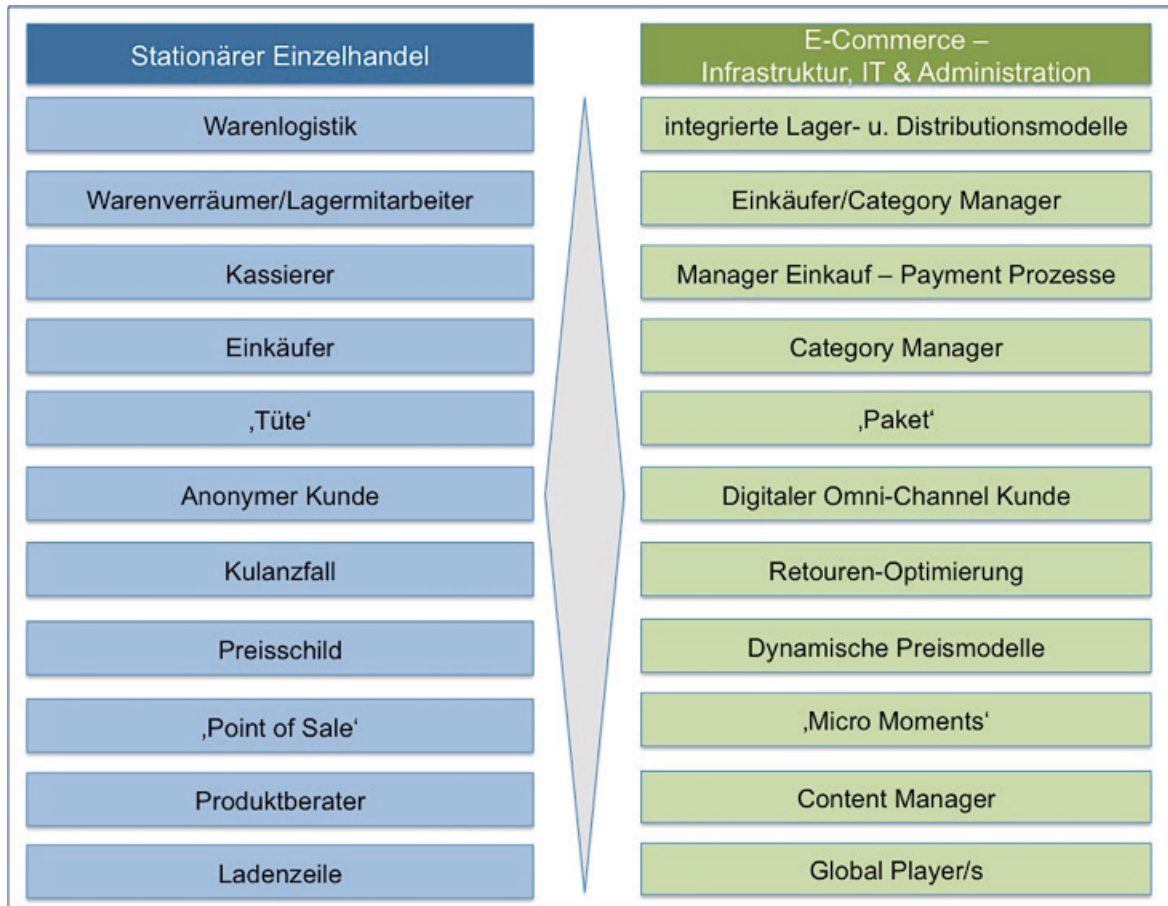 Stationärer Einzelhandel
E-Commerce –
Infrastruktur, IT & Administration
Warenlogistik
integrierte Lager- u. Distributionsmodelle
Warenverräumer/Lagermitarbeiter
Einkäufer/Category Manager
Kassierer
Manager Einkauf – Payment Prozesse
Einkäufer
Category Manager
‚Tüte‘
‚Paket‘
Anonymer Kunde
Digitaler Omni-Channel Kunde
Kulanzfall
Retouren-Optimierung
Preisschild
Dynamische Preismodelle
‚Point of Sale‘
‚Micro Moments‘
Produktberater
Content Manager
Ladenzeile
Global Player/s